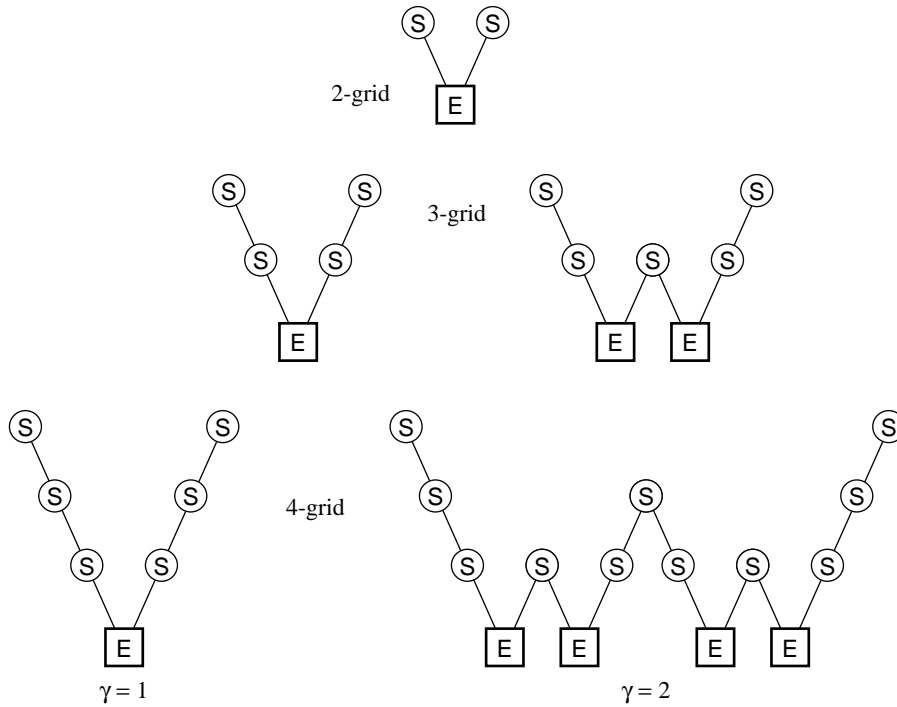 S S
2-grid
E
S S S S
3-grid
S S S S S
E E E
S S S S
S S S S S
4-grid
S S S S S S S S
E E E E E
γ = 1 γ = 2